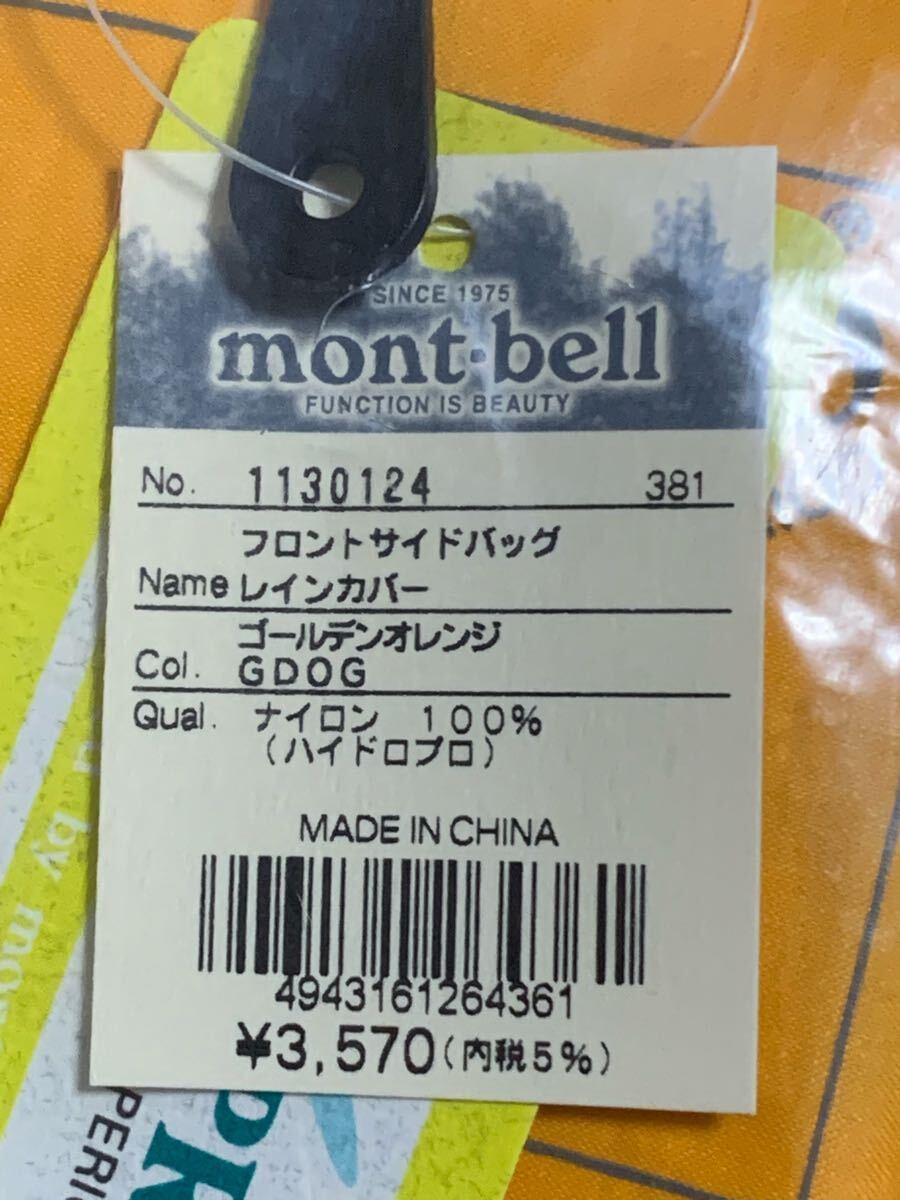 SINCE 1975
mont-bell
FUNCTION IS BEAUTY
No. 1130124 381
フロントサイドバッグ
Name レインカバー
ゴールデンオレンジ
Col. GDOG
Qual. ナイロン 100%
(ハイドロプロ)
MADE IN CHINA
4943161264361
¥3,570(内税5%)
by